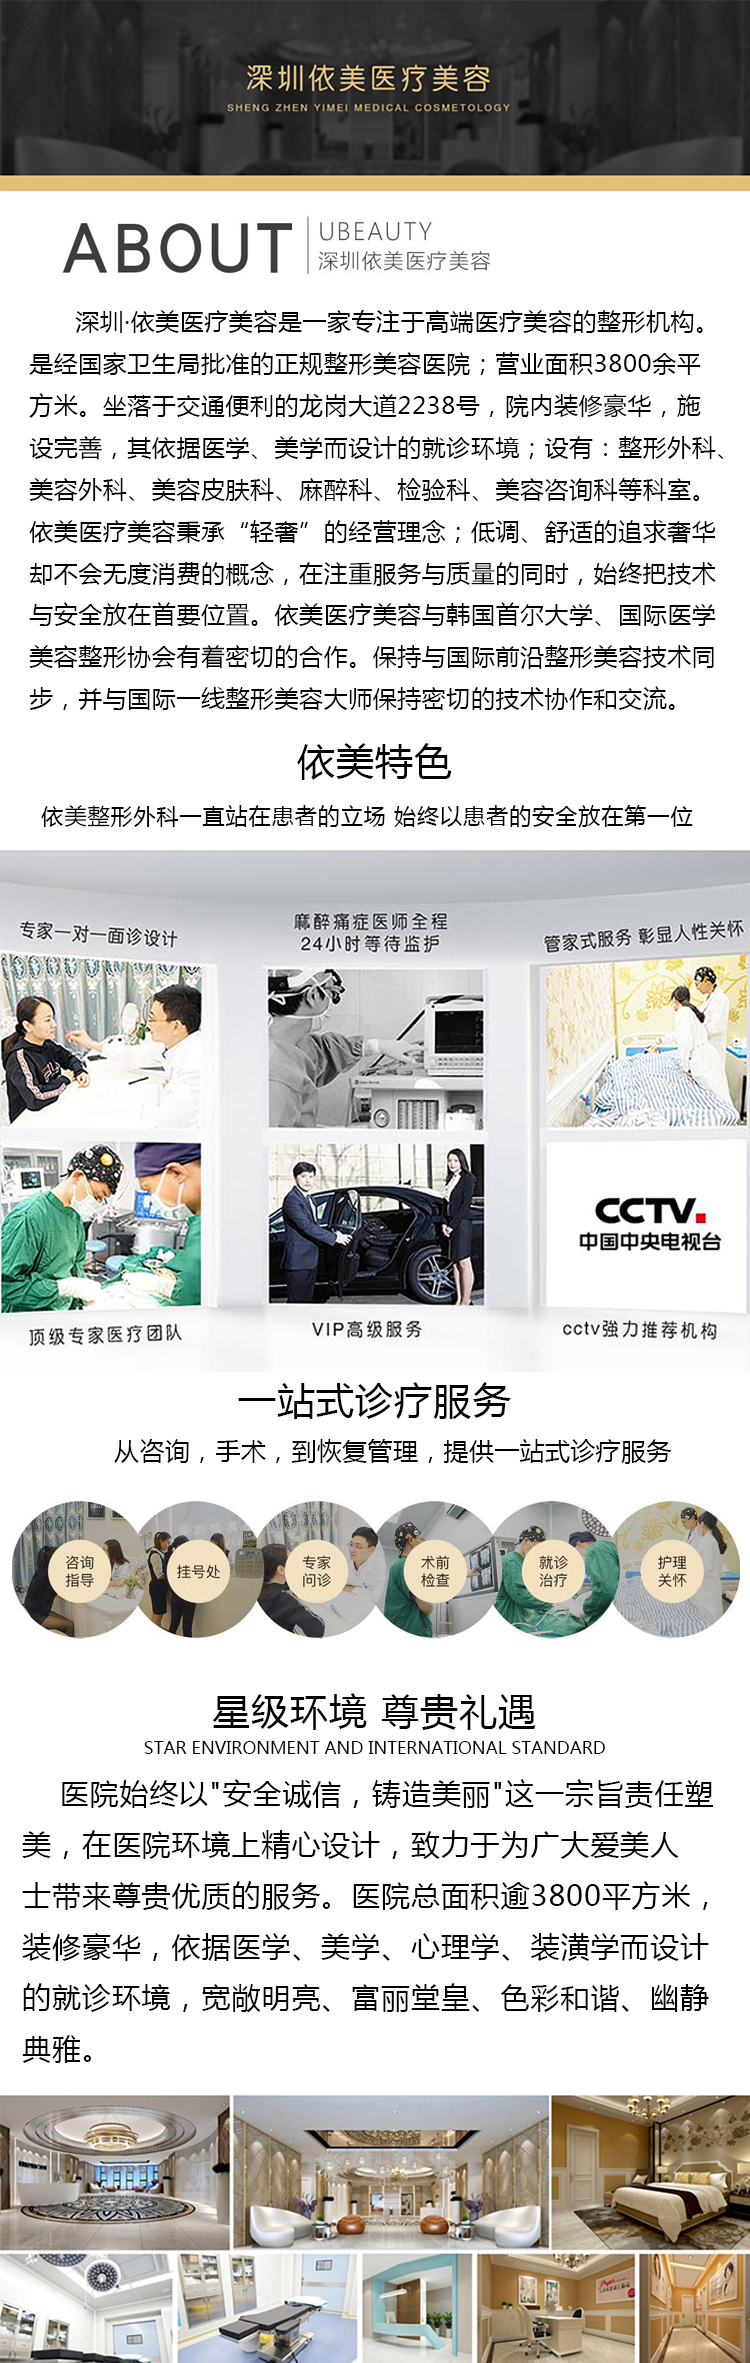 深圳依美医疗美容
SHENG ZHEN YIMEI MEDICAL COSMETOLOGY
ABOUT
UBEAUTY
深圳依美医疗美容
深圳·依美医疗美容是一家专注于高端医疗美容的整形机构。
是经国家卫生局批准的正规整形美容医院；营业面积3800余平
方米。坐落于交通便利的龙岗大道2238号，院内装修豪华，施
设完善，其依据医学、美学而设计的就诊环境；设有：整形外科、
美容外科、美容皮肤科、麻醉科、检验科、美容咨询科等科室。
依美医疗美容秉承“轻奢”的经营理念；低调、舒适的追求奢华
却不会无度消费的概念，在注重服务与质量的同时，始终把技术
与安全放在首要位置。依美医疗美容与韩国首尔大学、国际医学
美容整形协会有着密切的合作。保持与国际前沿整形美容技术同
步，并与国际一线整形美容大师保持密切的技术协作和交流。
依美特色
依美整形外科一直站在患者的立场 始终以患者的安全放在第一位
专家一对一面诊设计
麻醉痛症医师全程
24小时等待监护
管家式服务 彰显人性关怀
CCTV.
中国中央电视台
顶级专家医疗团队
VIP高级服务
cctv強力推荐机构
一站式诊疗服务
从咨询，手术，到恢复管理，提供一站式诊疗服务
咨询
指导
挂号处
专家
问诊
术前
检查
就诊
治疗
护理
关怀
星级环境 尊贵礼遇
STAR ENVIRONMENT AND INTERNATIONAL STANDARD
医院始终以"安全诚信，铸造美丽"这一宗旨责任塑
美，在医院环境上精心设计，致力于为广大爱美人
士带来尊贵优质的服务。医院总面积逾3800平方米，
装修豪华，依据医学、美学、心理学、装潢学而设计
的就诊环境，宽敞明亮、富丽堂皇、色彩和谐、幽静
典雅。